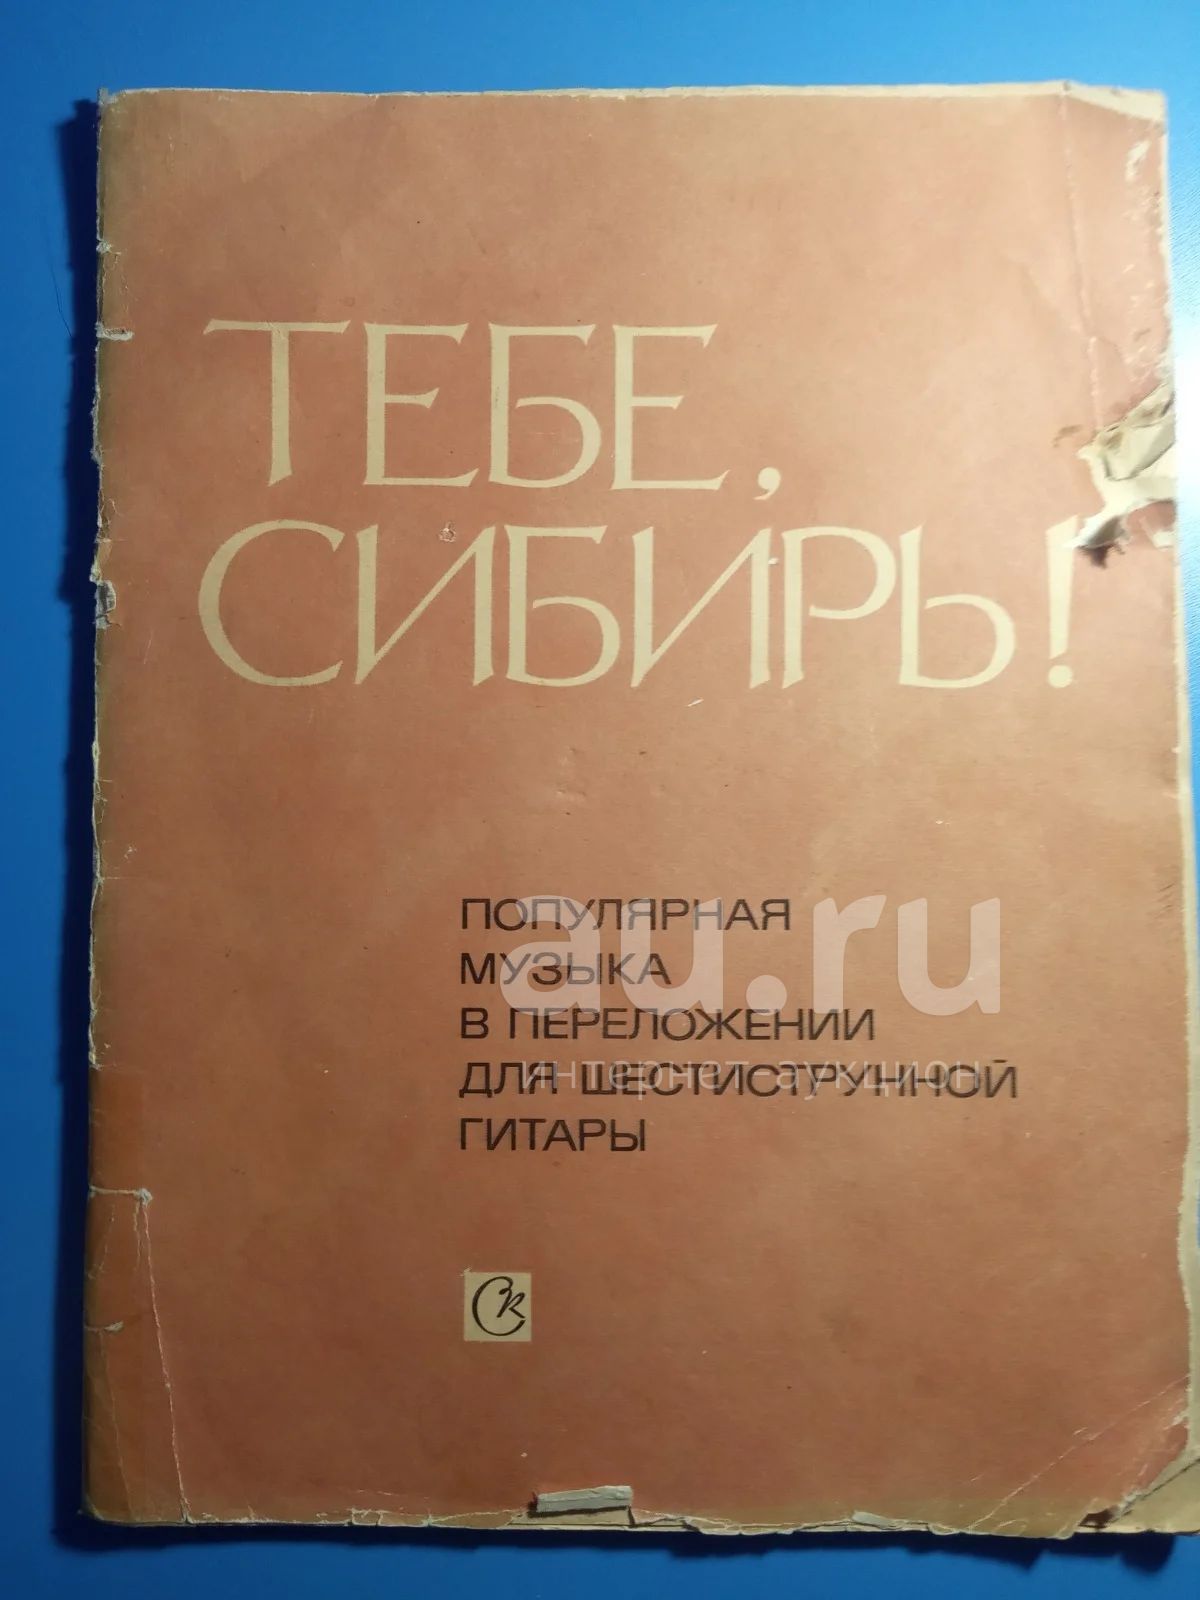 ТЕБЕ,
СИБИРЬ!
ПОПУЛЯРНАЯ
МУЗЫКА
В ПЕРЕЛОЖЕНИИ
ДЛЯ ШЕСТИСТРУННОЙ
ГИТАРЫ
au.ru
интернет аукцион
СК